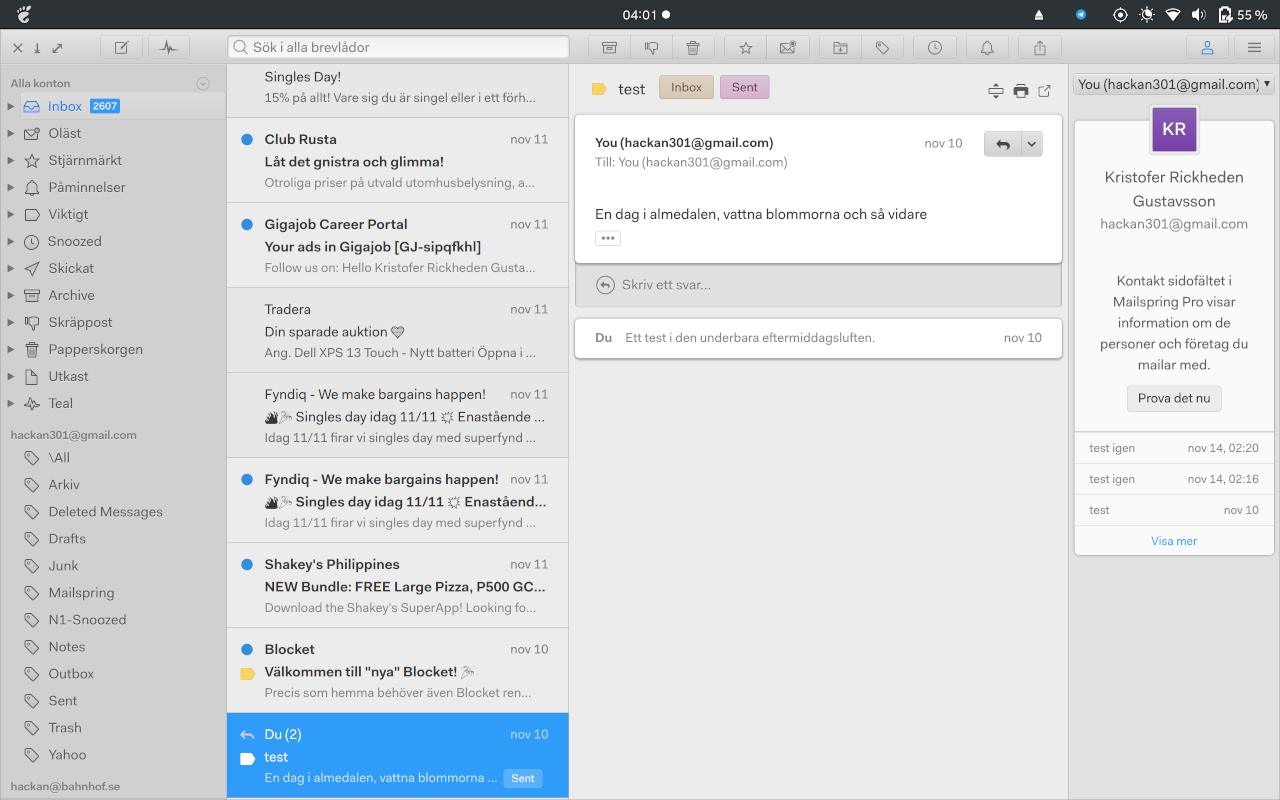 04:01
55 %
Sök i alla brevlådor
Alla konton
Inbox 2607
Oläst
Stjärnmärkt
Påminnelser
Viktigt
Snoozed
Skickat
Archive
Skräppost
Papperskorgen
Utkast
Teal
hackan301@gmail.com
\All
Arkiv
Deleted Messages
Drafts
Junk
Mailspring
N1-Snoozed
Notes
Outbox
Sent
Trash
Yahoo
hackan@bahnhof.se
Singles Day!
15% på allt! Vare sig du är singel eller i ett förh...
Club Rusta nov 11
Låt det gnistra och glimma!
Otroliga priser på utvald utomhusbelysning, a...
Gigajob Career Portal nov 11
Your ads in Gigajob [GJ-sipqfkhl]
Follow us on: Hello Kristofer Rickheden Gusta...
Tradera nov 11
Din sparade auktion
Ang. Dell XPS 13 Touch - Nytt batteri Öppna i ...
Fyndiq - We make bargains happen! nov 11
Singles day idag 11/11 Enastående ...
Idag 11/11 firar vi singles day med superfynd ...
Fyndiq - We make bargains happen! nov 11
Singles day idag 11/11 Enastående...
Idag 11/11 firar vi singles day med superfynd ...
Shakey's Philippines nov 11
NEW Bundle: FREE Large Pizza, P500 GC...
Download the Shakey's SuperApp! Looking fo...
Blocket nov 10
Välkommen till "nya" Blocket!
Precis som hemma behöver även Blocket ren...
Du (2) nov 10
test
En dag i almedalen, vattna blommorna ... Sent
test Inbox Sent
You (hackan301@gmail.com) nov 10
Till: You (hackan301@gmail.com)
En dag i almedalen, vattna blommorna och så vidare
Skriv ett svar...
Du Ett test i den underbara eftermiddagsluften. nov 10
You (hackan301@gmail.com)
KR
Kristofer Rickheden
Gustavsson
hackan301@gmail.com
Kontakt sidofältet i
Mailspring Pro visar
information om de
personer och företag du
mailar med.
Prova det nu
test igen nov 14, 02:20
test igen nov 14, 02:16
test nov 10
Visa mer